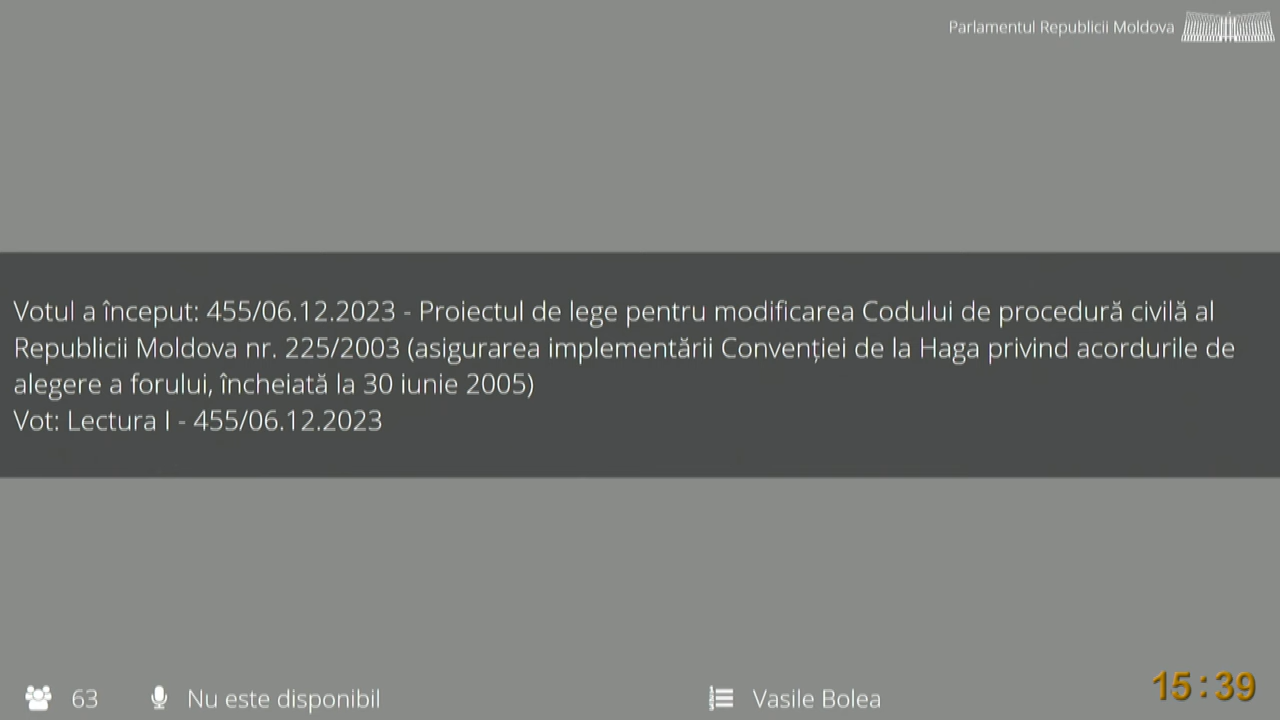 Parlamentul Republicii Moldova
Votul a început: 455/06.12.2023 - Proiectul de lege pentru modificarea Codului de procedură civilă al
Republicii Moldova nr. 225/2003 (asigurarea implementării Convenției de la Haga privind acordurile de
alegere a forului, încheiată la 30 iunie 2005)
Vot: Lectura I - 455/06.12.2023
63 Nu este disponibil Vasile Bolea 15:39